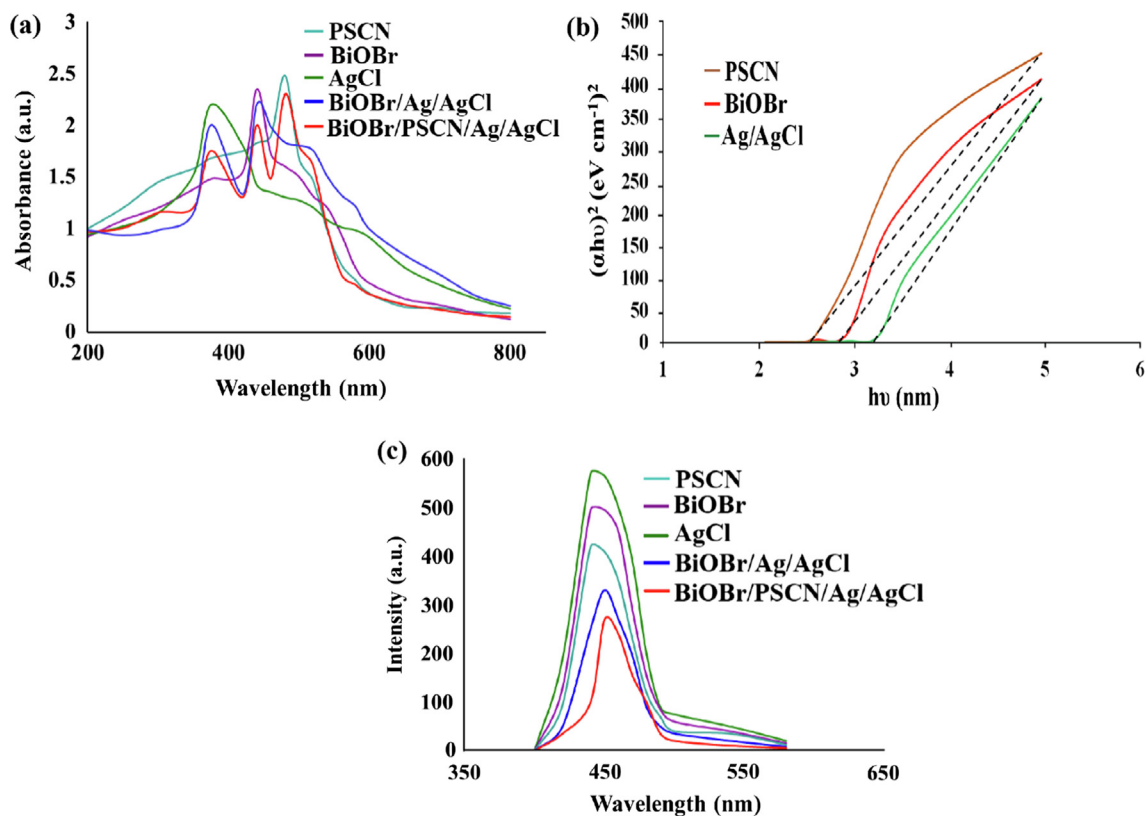 (a)
3
2.5
2
1.5
1
0.5
0
Absorbance (a.u.)
PSCN
BiOBr
AgCl
BiOBr/Ag/AgCl
BiOBr/PSCN/Ag/AgCl
200
400
600
800
Wavelength (nm)
(b)
500
450
400
350
300
250
200
150
100
50
0
(αhυ)² (eV cm⁻¹)²
PSCN
BiOBr
Ag/AgCl
1
2
3
4
5
6
hυ (nm)
(c)
600
500
400
300
200
100
0
Intensity (a.u.)
PSCN
BiOBr
AgCl
BiOBr/Ag/AgCl
BiOBr/PSCN/Ag/AgCl
350
450
550
650
Wavelength (nm)